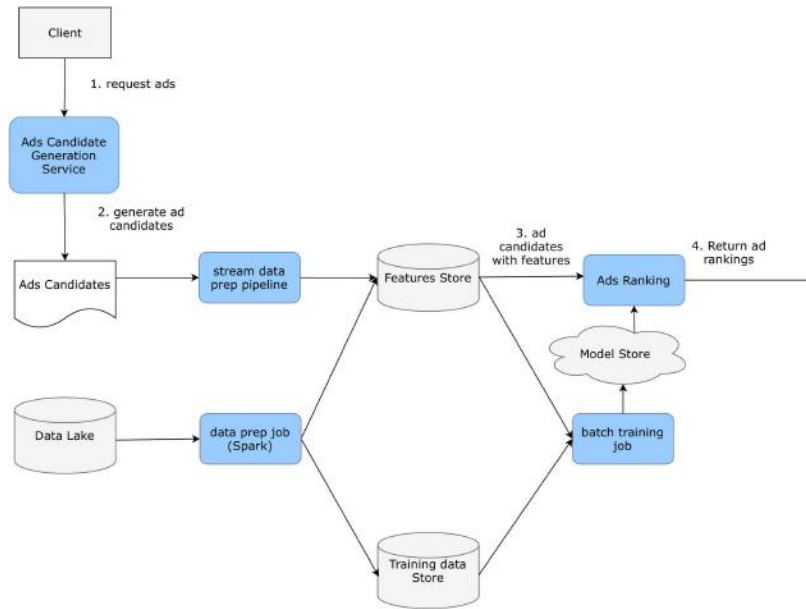 Client
1. request ads
Ads Candidate
Generation
Service
2. generate ad
candidates
Ads Candidates
stream data
prep pipeline
Features Store
3. ad
candidates
with features
Ads Ranking
4. Return ad
rankings
Model Store
Data Lake
data prep job
(Spark)
batch training
job
Training data
Store